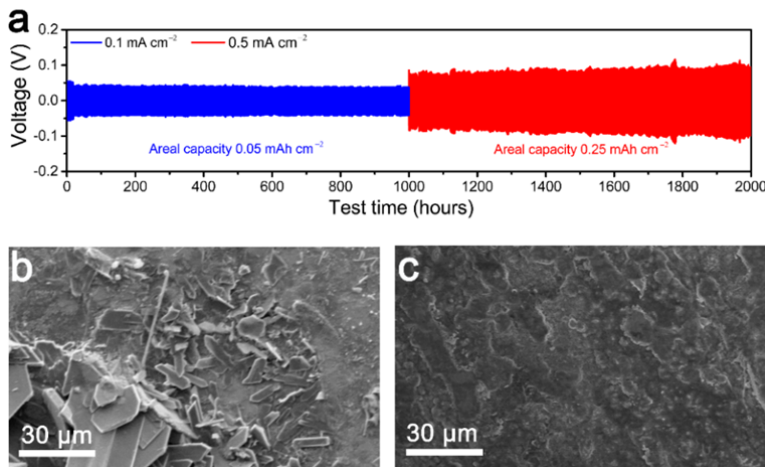 a
0.2
0.1 mA cm⁻² 0.5 mA cm⁻²
0.1
0.0
-0.1
-0.2
Voltage (V)
Areal capacity 0.05 mAh cm⁻² Areal capacity 0.25 mAh cm⁻²
0 200 400 600 800 1000 1200 1400 1600 1800 2000
Test time (hours)
b
30 μm
c
30 μm